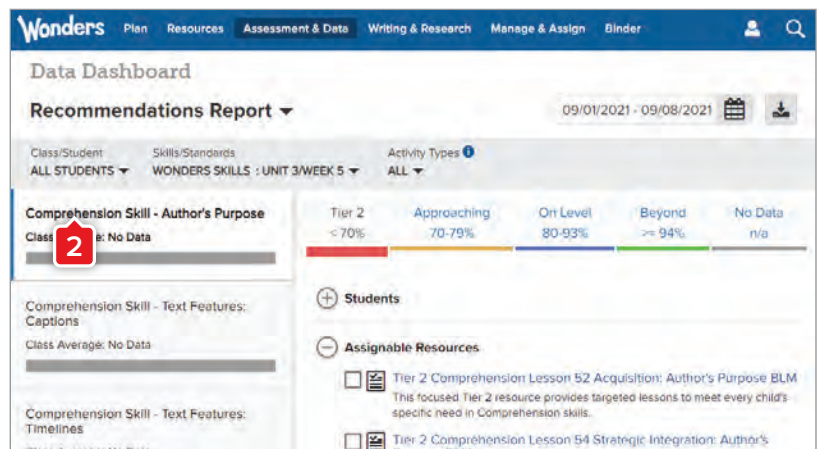 Wonders Plan Resources Assessment & Data Writing & Research Manage & Assign Binder
Data Dashboard
Recommendations Report
09/01/2021 - 09/08/2021
Class/Student Skills/Standards Activity Types
ALL STUDENTS WONDERS SKILLS : UNIT 3/WEEK 5 ALL
Comprehension Skill - Author's Purpose
2
No Data
Tier 2 Approaching On Level Beyond No Data
< 70% 70-79% 80-93% >= 94% n/a
Students
Comprehension Skill - Text Features:
Captions
Class Average: No Data
Assignable Resources
Tier 2 Comprehension Lesson 52 Acquisition: Author's Purpose BLM
This focused Tier 2 resource provides targeted lessons to meet every child's
specific need in Comprehension skills.
Comprehension Skill - Text Features:
Timelines
Tier 2 Comprehension Lesson 54 Strategic Integration: Author's